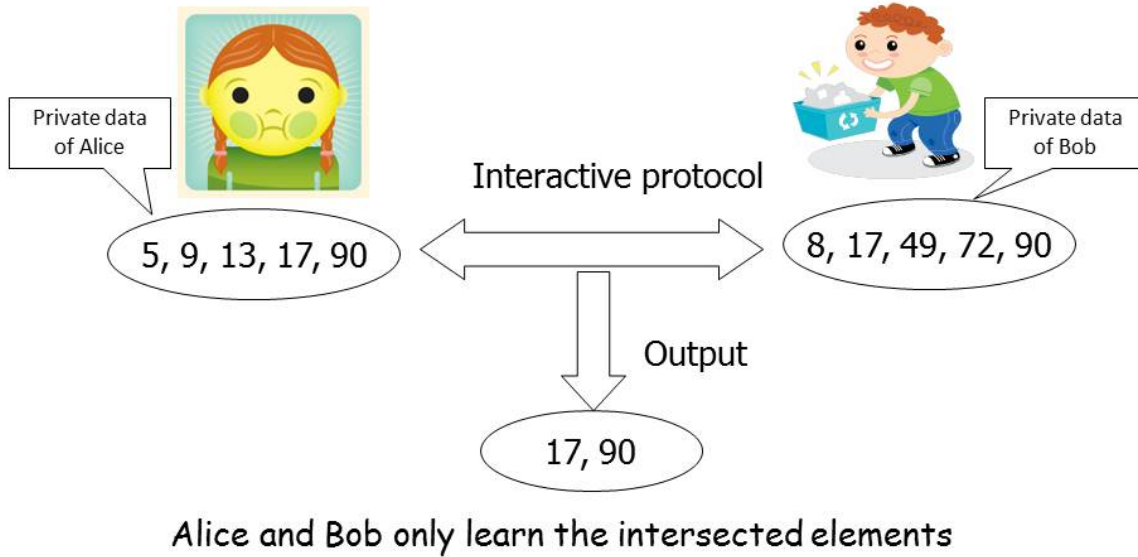 Private data
of Alice
Private data
of Bob
Interactive protocol
5, 9, 13, 17, 90
8, 17, 49, 72, 90
Output
17, 90
Alice and Bob only learn the intersected elements